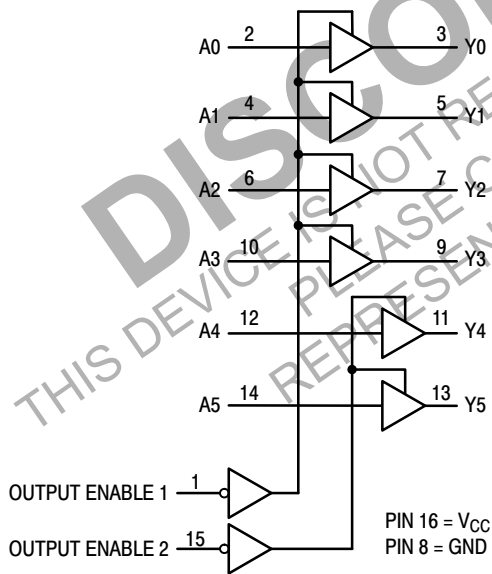 A0 2 3 Y0
A1 4 5 Y1
A2 6 7 Y2
A3 10 9 Y3
A4 12 11 Y4
A5 14 13 Y5
OUTPUT ENABLE 1 1
OUTPUT ENABLE 2 15
PIN 16 = VCC
PIN 8 = GND
THIS DEVICE IS NOT
PLEASE